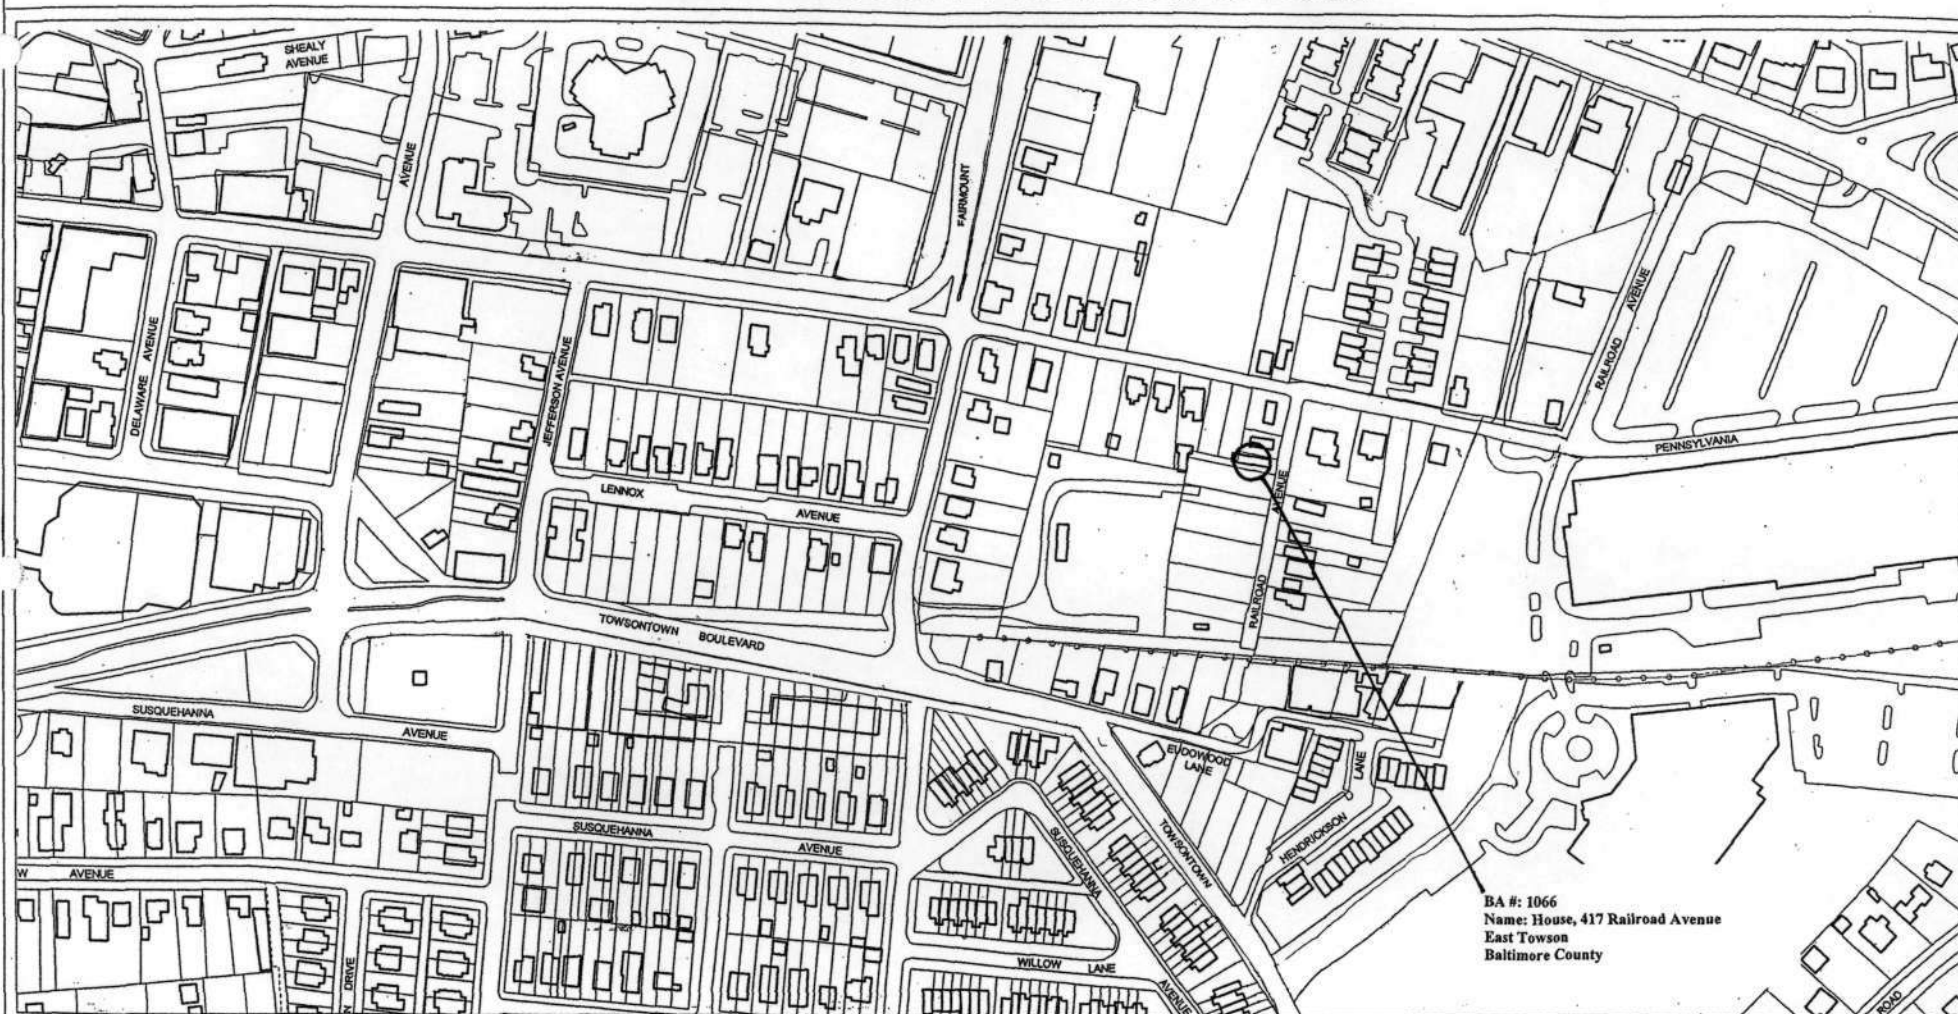 SHEALY
AVENUE
AVENUE
FAIRMOUNT
DELAWARE AVENUE
JEFFERSON AVENUE
RAILROAD AVENUE
PENNSYLVANIA
LENNOX
AVENUE
RAILROAD AVENUE
TOWSONTOWN BOULEVARD
SUSQUEHANNA
AVENUE
EUDOWOOD
LANE
LANE
HENDRICKSON
TOWSONTOWN
SUSQUEHANNA
AVENUE
SUSQUEHANNA
AVENUE
W AVENUE
BA #: 1066
Name: House, 417 Railroad Avenue
East Towson
Baltimore County
WILLOW LANE
N DRIVE
ROAD